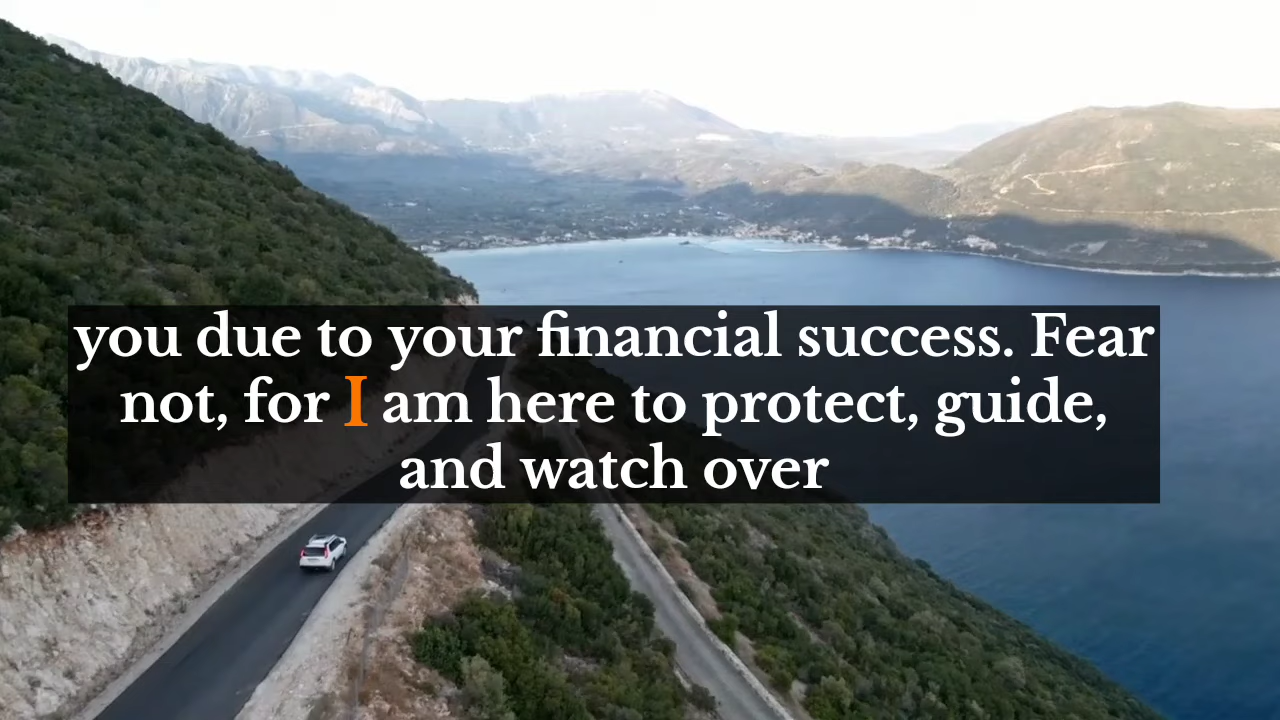 you due to your financial success. Fear
not, for I am here to protect, guide,
and watch over